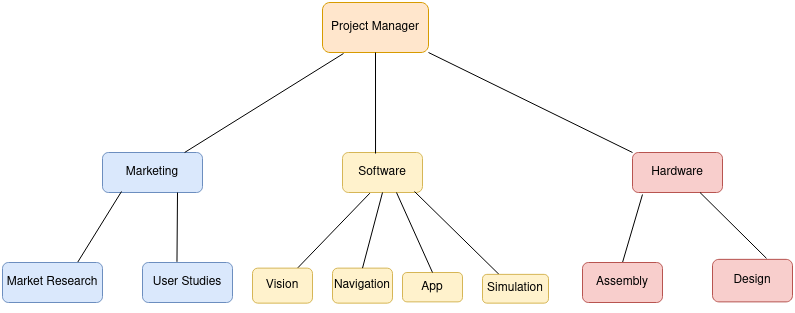 Project Manager
Marketing
Software
Hardware
Market Research
User Studies
Vision
Navigation
App
Simulation
Assembly
Design